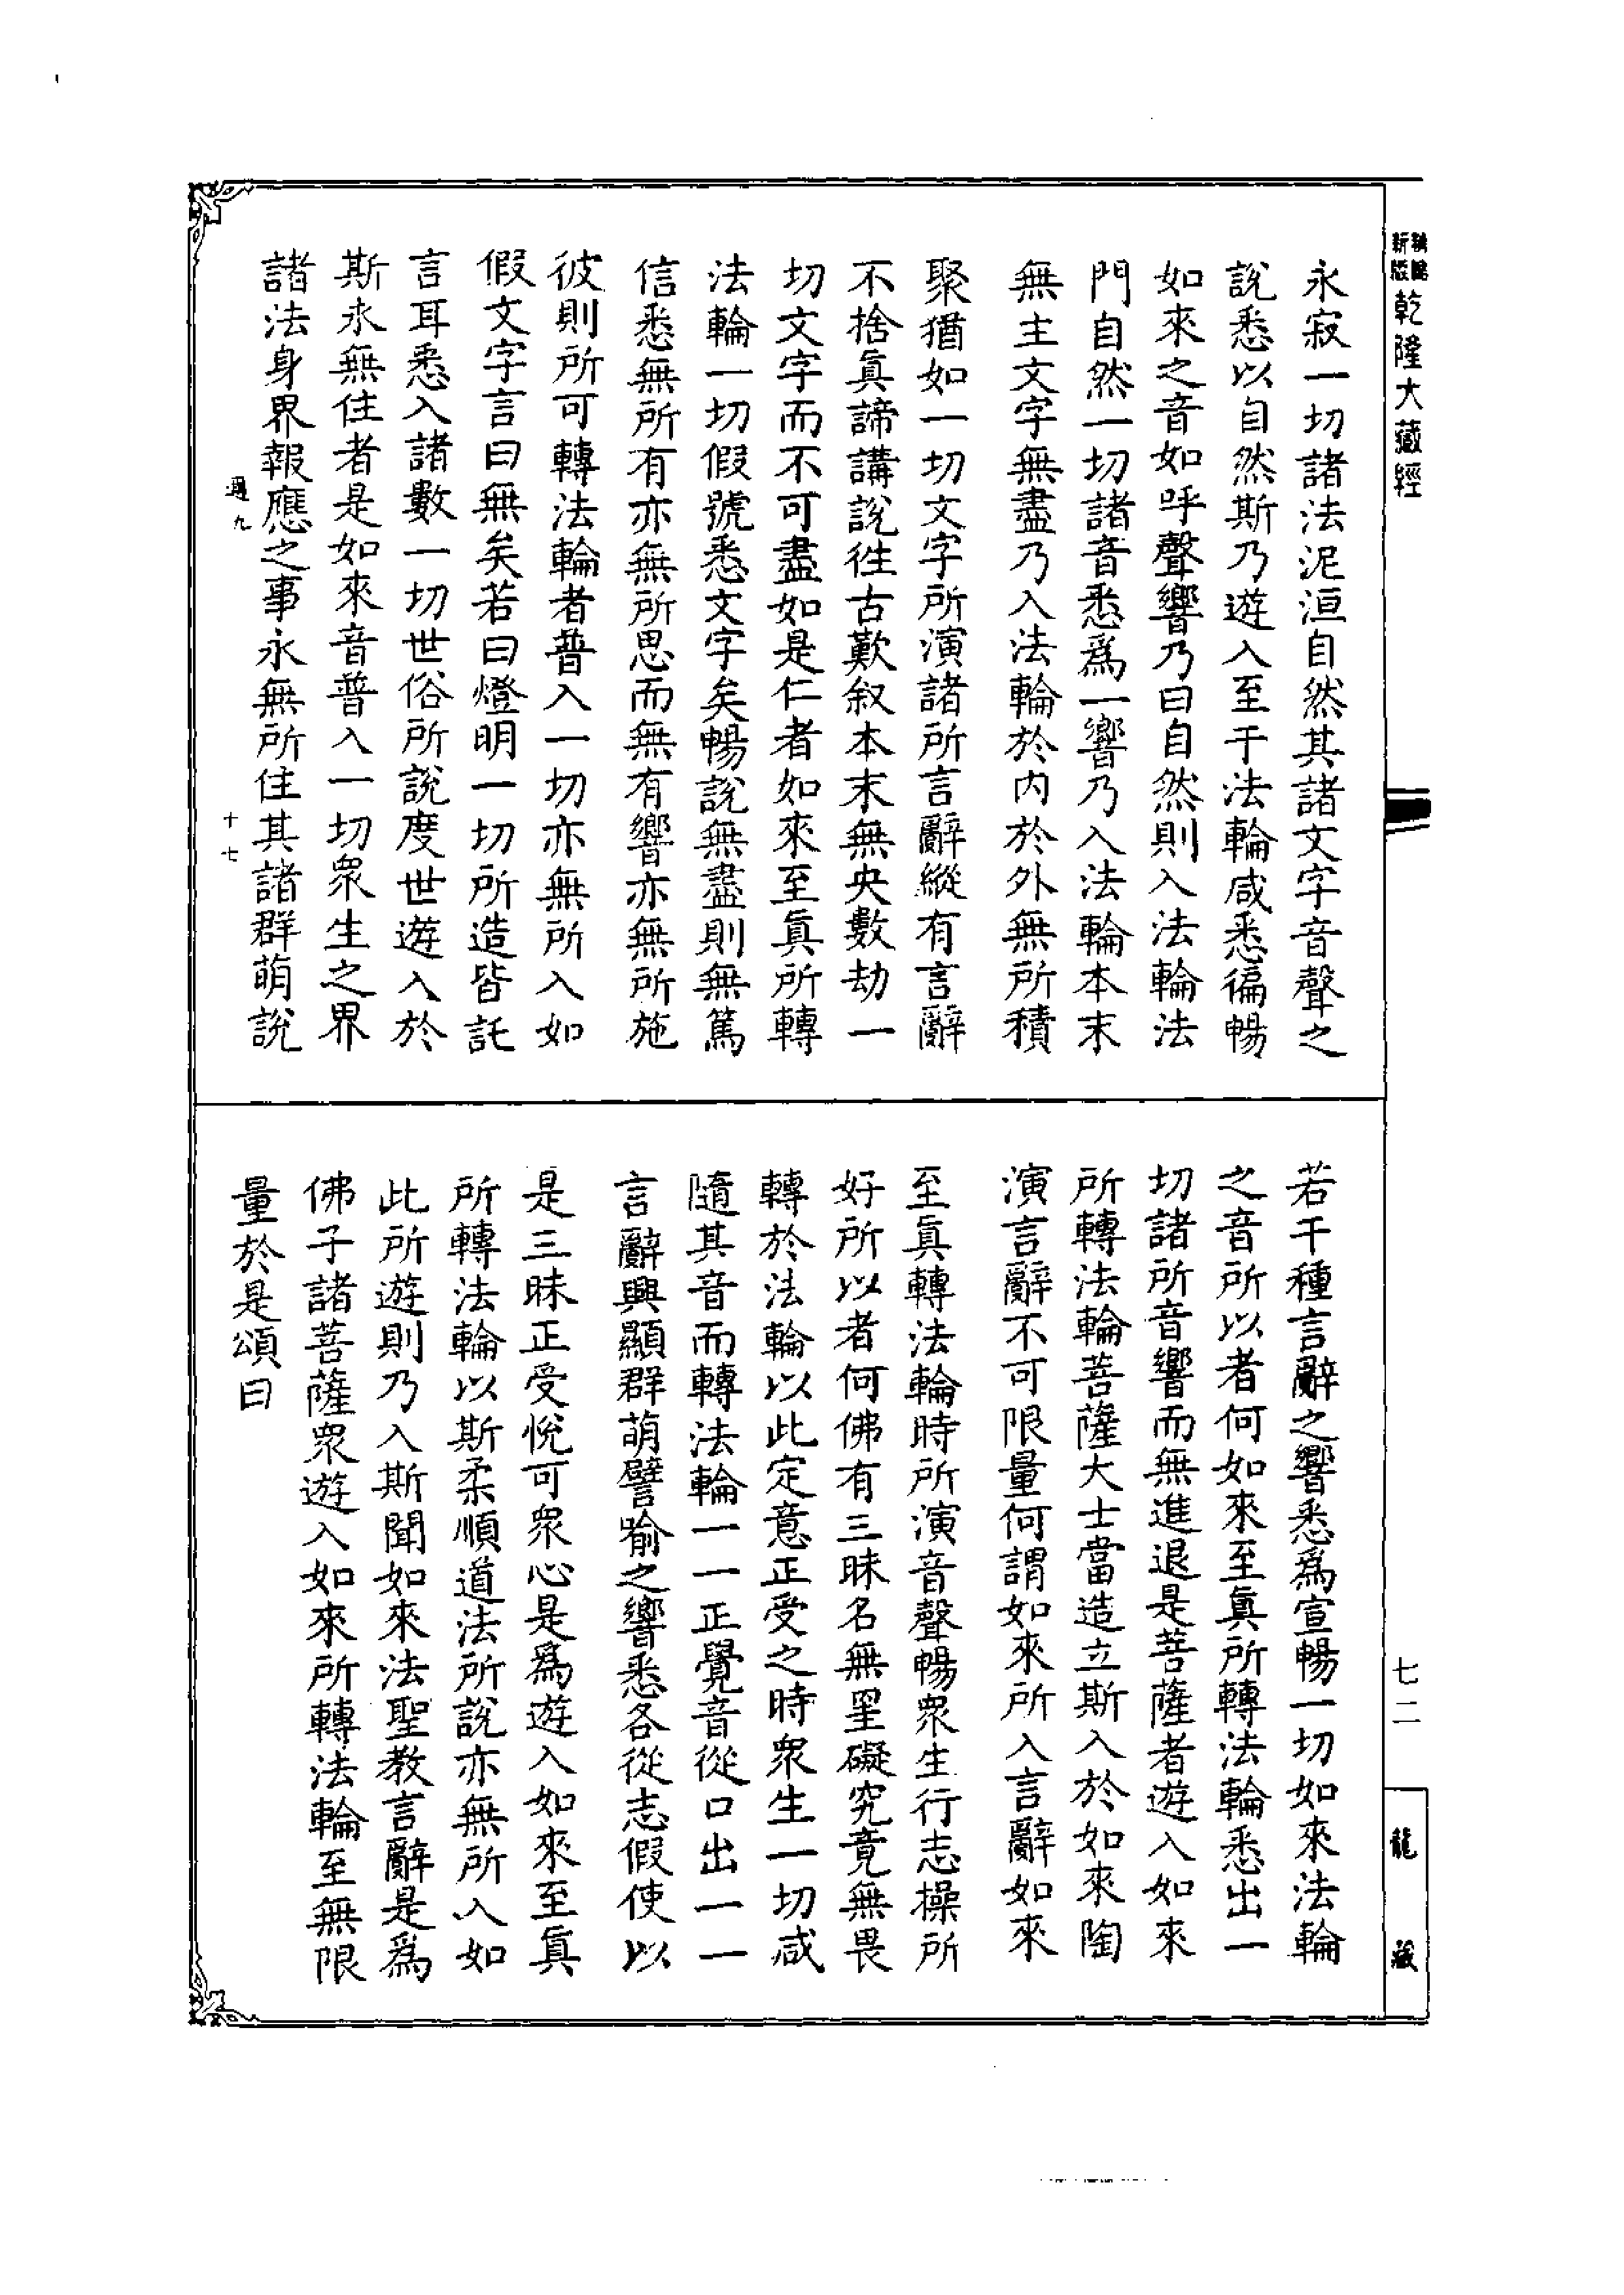 新版
乾隆大藏經
永寂一切諸法泥洹自然其諸文字音聲之
說悉以自然斯乃遊入至于法輪咸悉徧暢
如來之音如呼聲響乃曰自然則入法輪法
門自然一切諸音悉爲一響乃入法輪本末
無主文字無盡乃入法輪於內於外無所積
聚猶如一切文字所演諸所言辭縱有言辭
不捨眞諦講說徃古歎叙本末無央數劫一
切文字而不可盡如是仁者如來至眞所轉
法輪一切假號悉文字矣暢說無盡則無篤
信悉無所有亦無所思而無有響亦無所施
彼則所可轉法輪者普入一切亦無所入如
假文字言曰無矣若曰燈明一切所造皆託
言耳悉入諸數一切世俗所說度世遊入於
斯永無住者是如來音普入一切衆生之界
諸法身界報應之事永無所住其諸群萌說
九
十七
若干種言辭之響悉爲宣暢一切如來法輪
之音所以者何如來至眞所轉法輪悉出一
切諸所音響而無進退是菩薩者遊入如來
所轉法輪菩薩大士當造立斯入於如來陶
演言辭不可限量何謂如來所入言辭如來
至眞轉法輪時所演音聲暢衆生行志操所
好所以者何佛有三昧名無罣礙究竟無畏
轉於法輪以此定意正受之時衆生一切咸
隨其音而轉法輪一一正覺音從口出一一
言辭興顯群萌譬喻之響悉各從志假使以
是三昧正受悅可衆心是爲遊入如來至眞
所轉法輪以斯柔順道法所說亦無所入如
此所遊則乃入斯聞如來法聖教言辭是爲
佛子諸菩薩衆遊入如來所轉法輪至無限
量於是頌曰
七二
龍藏